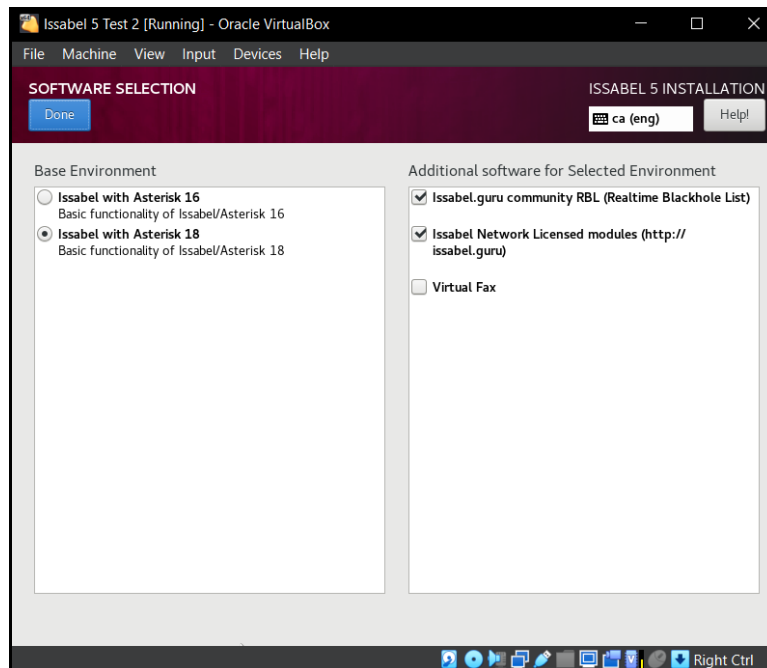 Issabel 5 Test 2 [Running] - Oracle VirtualBox
File Machine View Input Devices Help
SOFTWARE SELECTION
Done
ISSABEL 5 INSTALLATION
ca (eng)
Help!
Base Environment
Issabel with Asterisk 16
Basic functionality of Issabel/Asterisk 16
Issabel with Asterisk 18
Basic functionality of Issabel/Asterisk 18
Additional software for Selected Environment
Issabel.guru community RBL (Realtime Blackhole List)
Issabel Network Licensed modules (http://
issabel.guru)
Virtual Fax
Right Ctrl